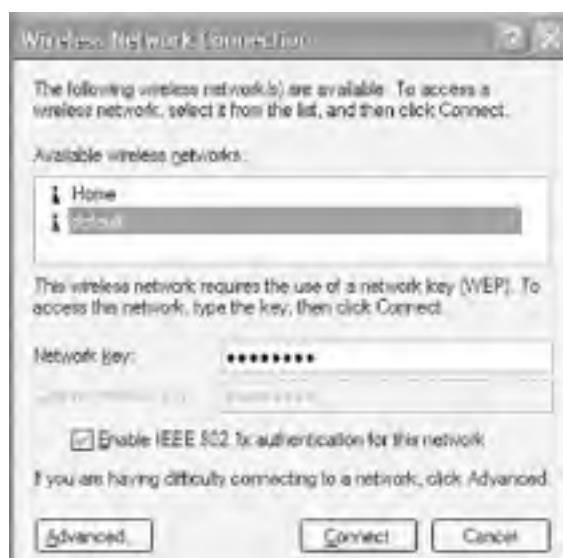 Wireless Network Connection
The following wireless network(s) are available. To access a
wireless network, select it from the list, and then click Connect.
Available wireless networks:
Home
default
This wireless network requires the use of a network key (WEP). To
access this network, type the key, then click Connect.
Network key:
Enable IEEE 802.1x authentication for this network
If you are having difficulty connecting to a network, click Advanced.
Advanced...
Connect
Cancel